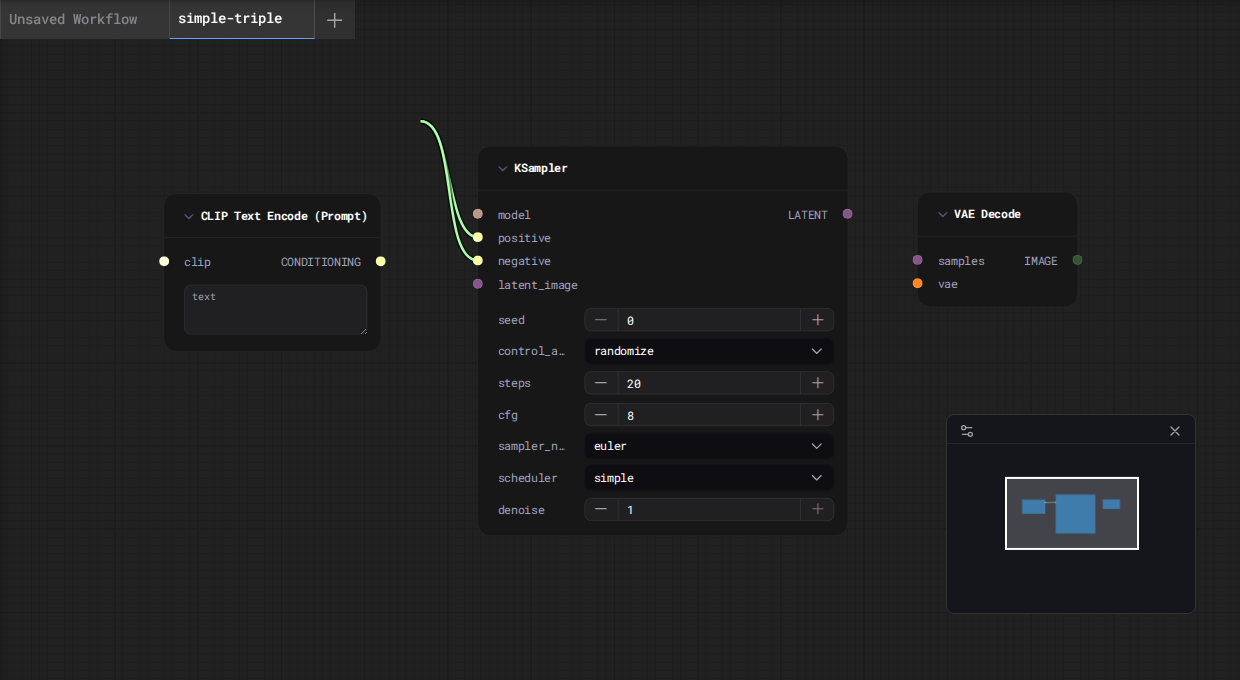 Unsaved Workflow
simple-triple
CLIP Text Encode (Prompt)
clip
CONDITIONING
text
KSampler
model
LATENT
positive
negative
latent_image
seed
0
control_a…
randomize
steps
20
cfg
8
sampler_n…
euler
scheduler
simple
denoise
1
VAE Decode
samples
IMAGE
vae